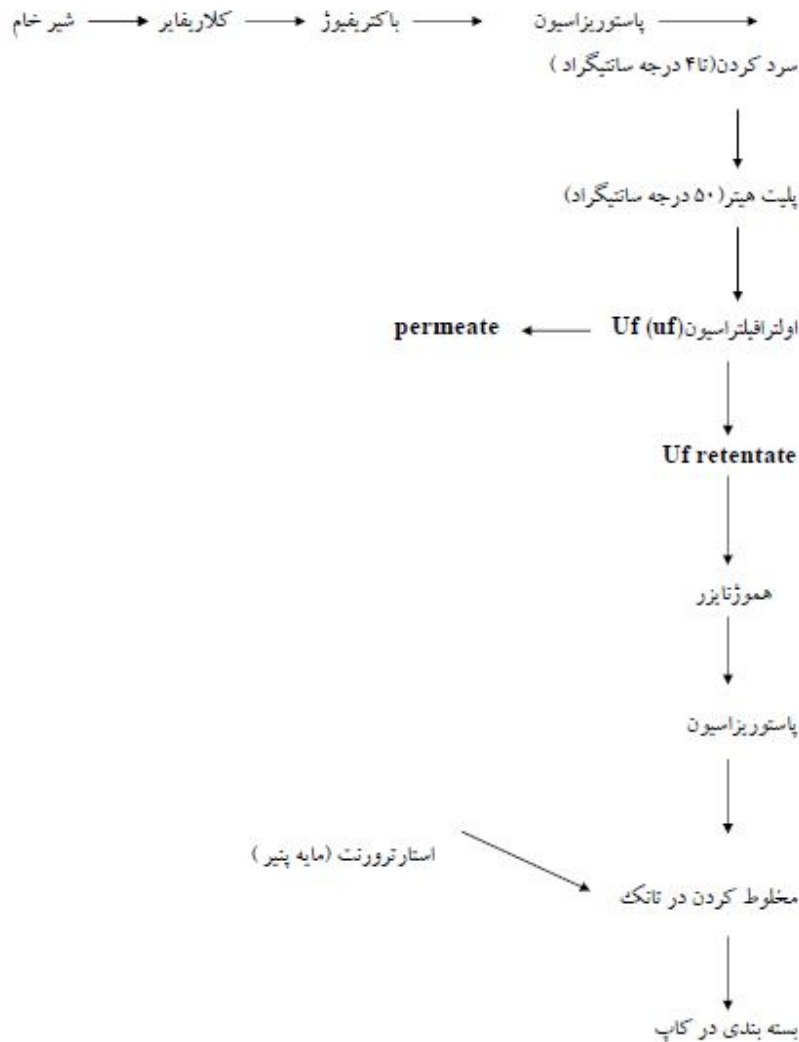 شیر خام کلاریفایر باکتریفیوژ پاستوریزاسیون
سرد کردن(تا۴ درجه سانتیگراد )
پلیت هیتر(۵۰ درجه سانتیگراد)
اولترافیلتراسیون(uf) Uf permeate
Uf retentate
هموژنایزر
پاستوریزاسیون
استارترورنت (مایه پنیر )
مخلوط کردن در تانک
بسته بندی در کاپ